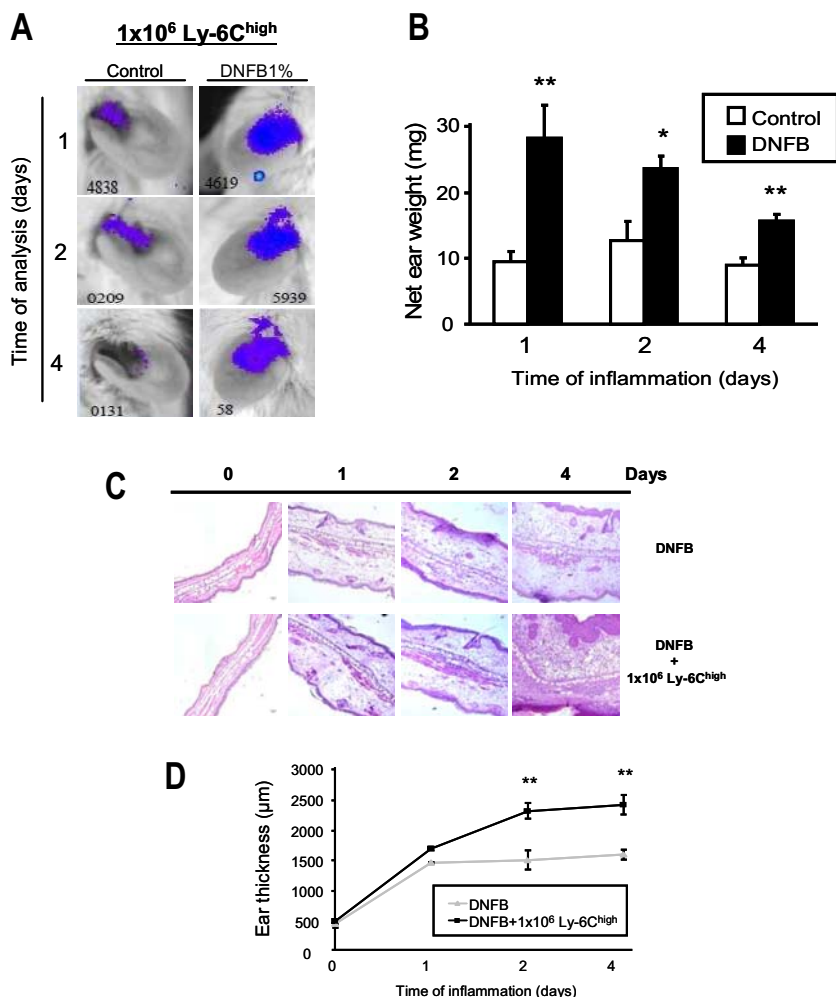 A
1x10⁶ Ly-6Cʰⁱᵍʰ
Control DNFB1%
Time of analysis (days)
1
4838 4619
2
0209 5939
4
0131 58
B
Net ear weight (mg)
30
20
10
0
** * **
Control
DNFB
1 2 4
Time of inflammation (days)
C
0 1 2 4 Days
DNFB
DNFB
+
1x10⁶ Ly-6Cʰⁱᵍʰ
D
Ear thickness (µm)
3000
2500
2000
1500
1000
500
0
** **
DNFB
DNFB+1x10⁶ Ly-6Cʰⁱᵍʰ
0 1 2 4
Time of inflammation (days)